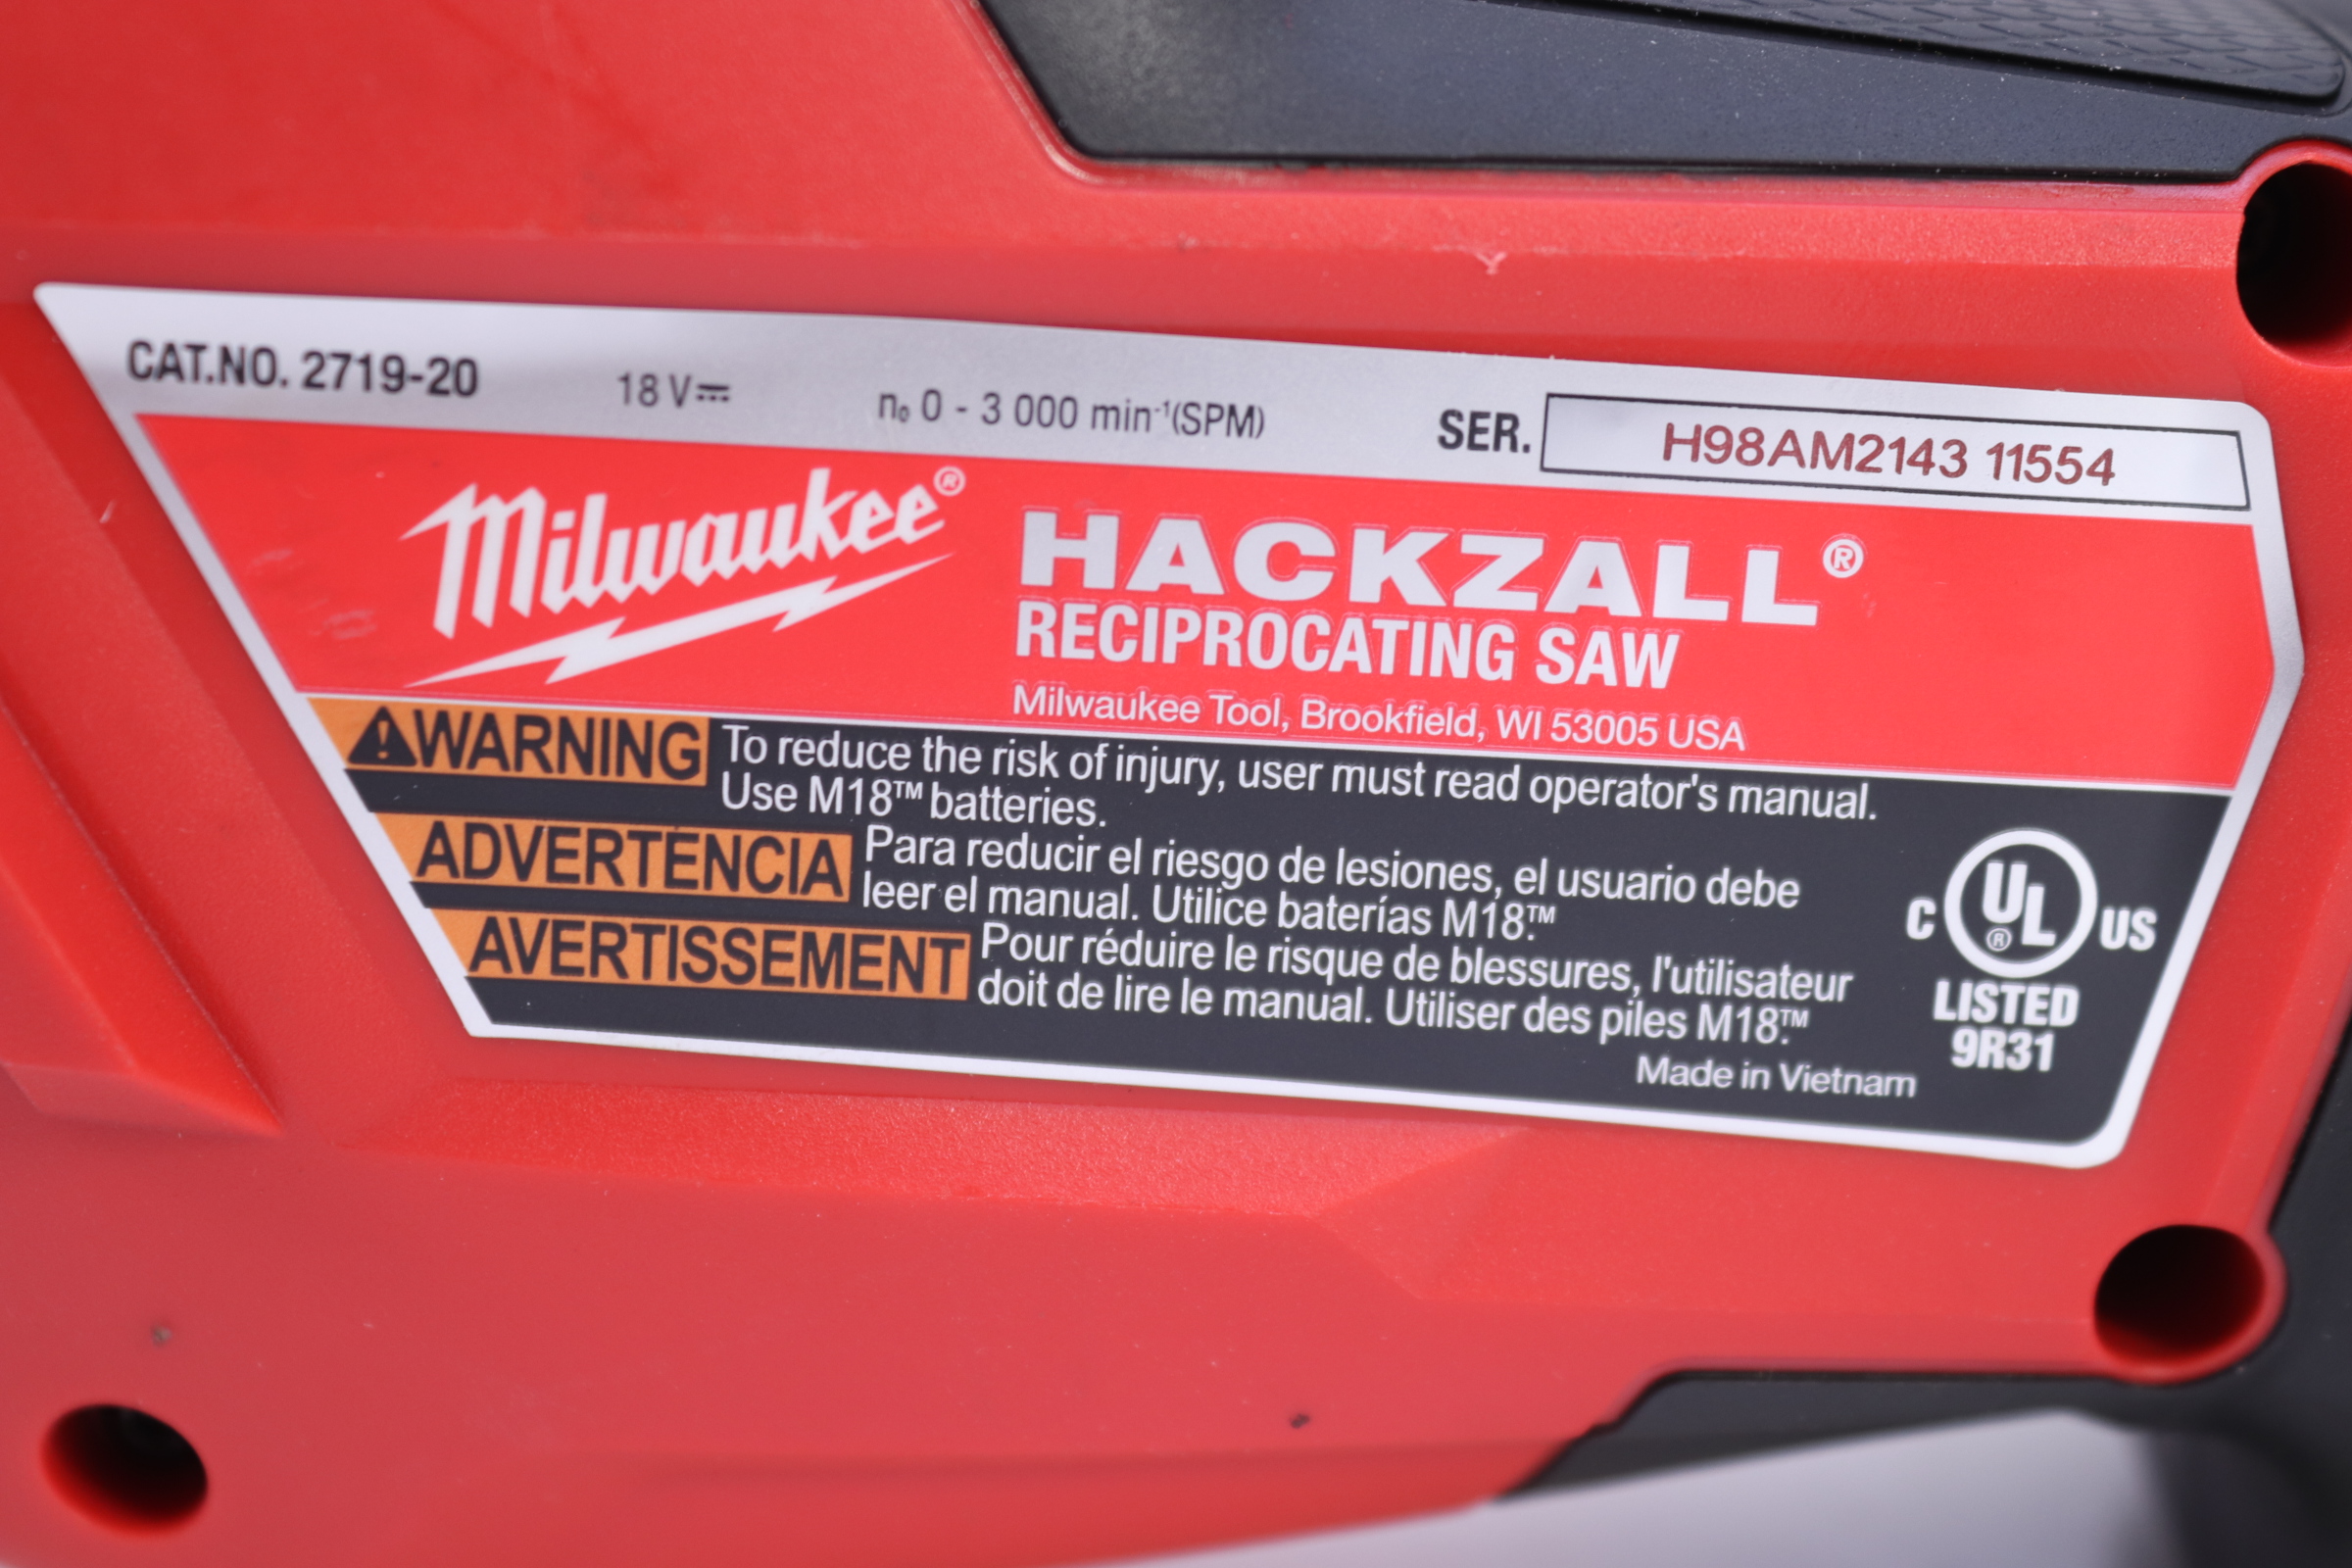 CAT.NO. 2719-20 18 V⎓ n₀ 0 - 3 000 min⁻¹(SPM) SER. H98AM2143 11554
Milwaukee®
HACKZALL®
RECIPROCATING SAW
Milwaukee Tool, Brookfield, WI 53005 USA
⚠WARNING To reduce the risk of injury, user must read operator's manual.
Use M18™ batteries.
ADVERTENCIA Para reducir el riesgo de lesiones, el usuario debe
leer el manual. Utilice baterías M18.™
AVERTISSEMENT Pour réduire le risque de blessures, l'utilisateur
doit de lire le manual. Utiliser des piles M18.™
Made in Vietnam
C UL® US
LISTED
9R31